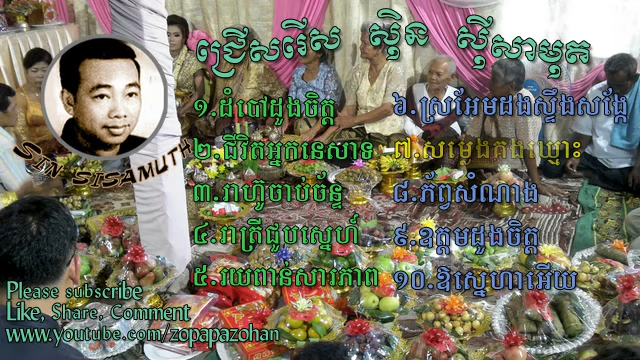 ជ្រើសរើស ស៊ិន ស៊ីសាមុត
SIN SISAMUTH
១.ដំបៅដួងចិត្ត
២.ជីវិតអ្នកនេសាទ
៣.រាហ៊ូចាប់ច័ន្ទ
៤.រាត្រីជួបស្នេហ៍
៥.រយពាន់សារភាព
៦.ស្រអែមដងស្ទឹងសង្កែ
៧.សម្លេងគងឃ្មោះ
៨.ភ័ព្វសំណាង
៩.ឧត្តមដួងចិត្ត
១០.ឱស្នេហាអើយ
Please subscribe
Like, Share, Comment
www.youtube.com/zopapazohan